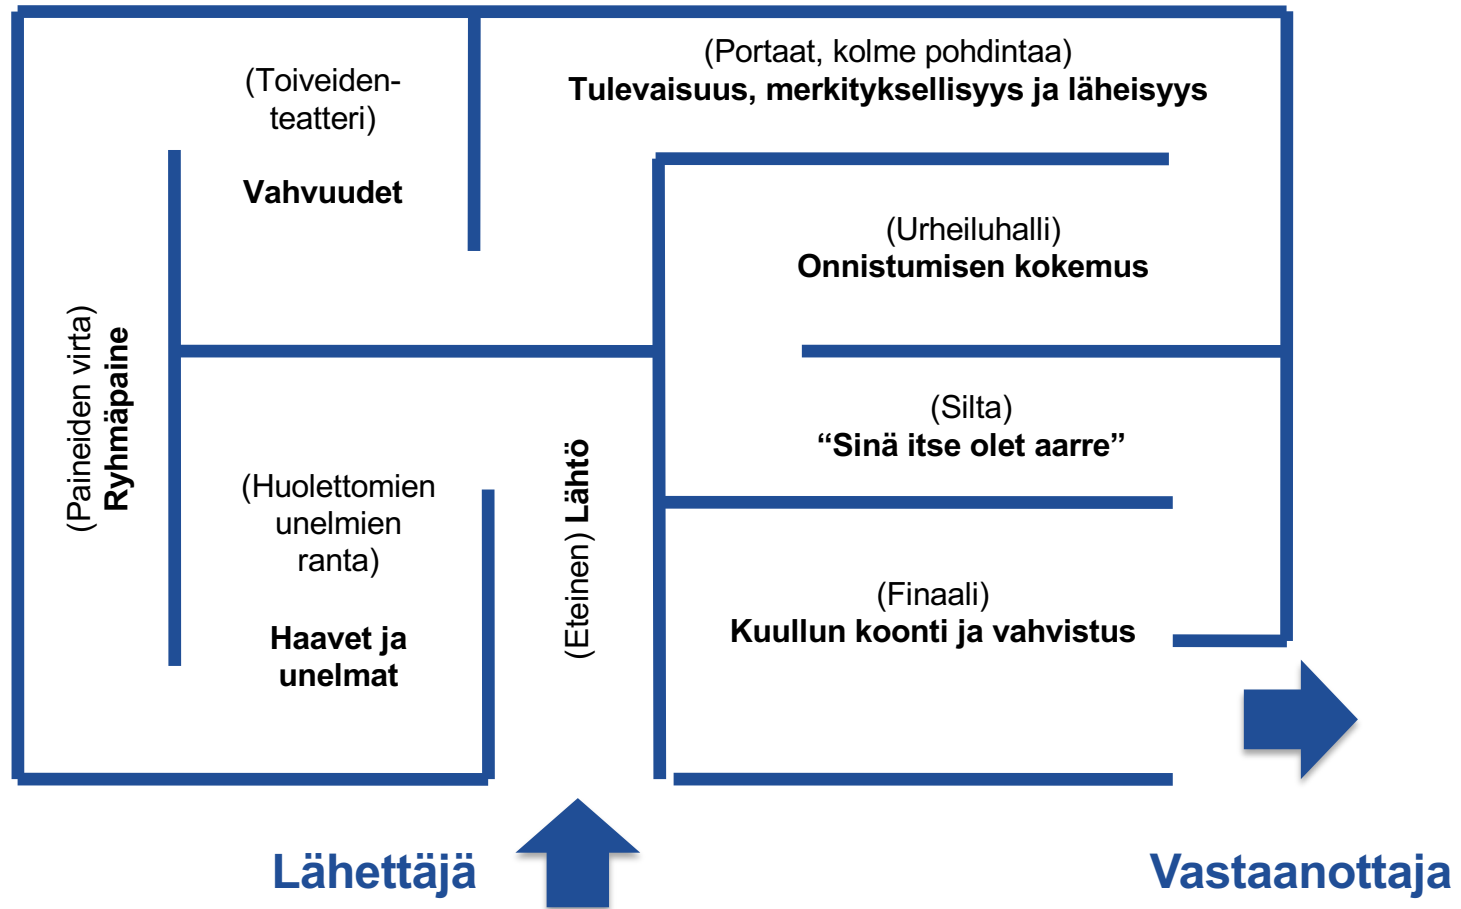 (Toiveiden-
teatteri)
Vahvuudet
(Portaat, kolme pohdintaa)
Tulevaisuus, merkityksellisyys ja läheisyys
(Urheiluhalli)
Onnistumisen kokemus
(Paineiden virta)
Ryhmäpaine
(Silta)
“Sinä itse olet aarre”
(Huolettomien
unelmien
ranta)
Haavet ja
unelmat
(Eteinen) Lähtö
(Finaali)
Kuullun koonti ja vahvistus
Lähettäjä
Vastaanottaja